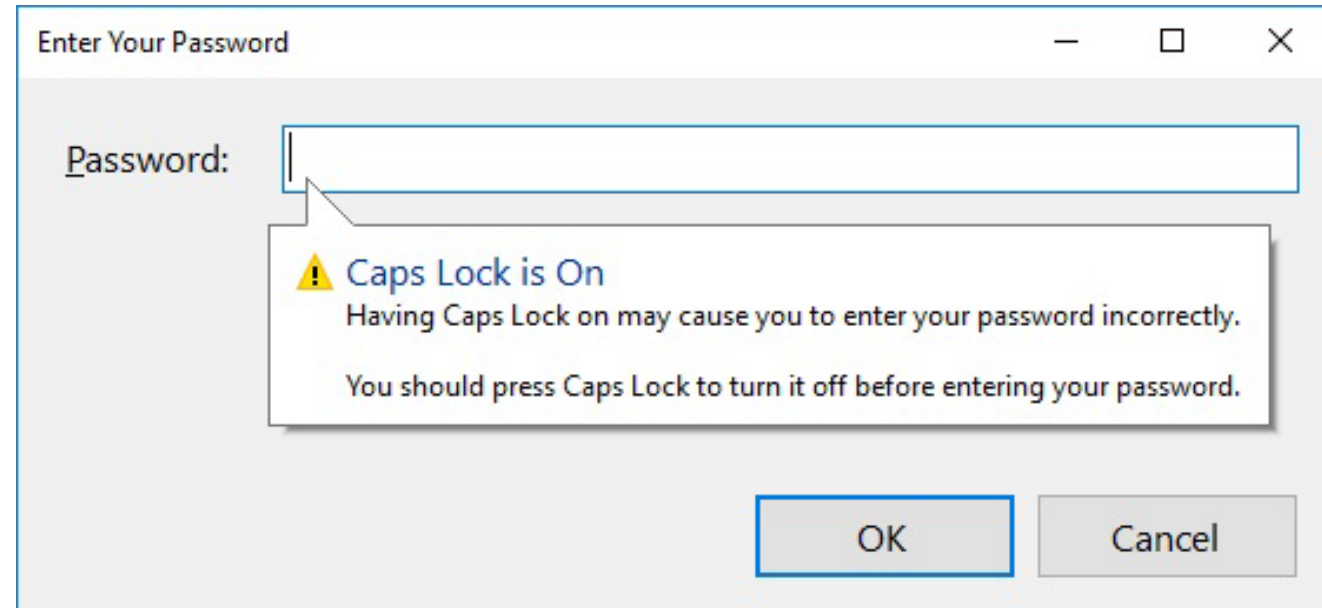 Enter Your Password
Password:
Caps Lock is On
Having Caps Lock on may cause you to enter your password incorrectly.
You should press Caps Lock to turn it off before entering your password.
OK
Cancel